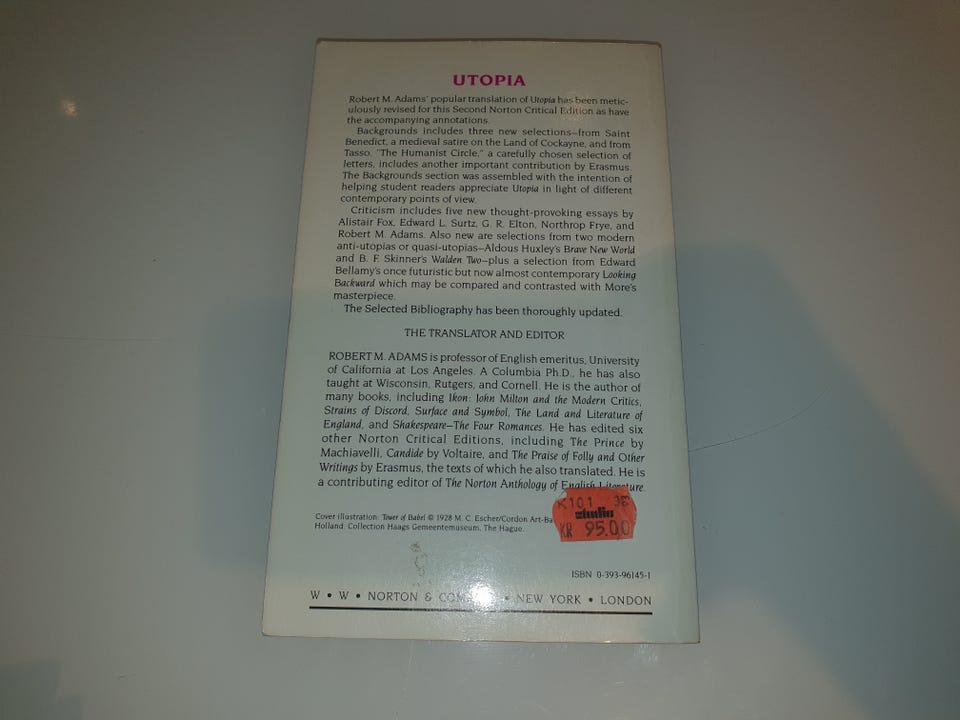 UTOPIA
Robert M. Adams' popular translation of Utopia has been metic-
ulously revised for this Second Norton Critical Edition as have
the accompanying annotations.
Backgrounds includes three new selections—from Saint
Benedict, a medieval satire on the Land of Cockayne, and from
Tasso. "The Humanist Circle," a carefully chosen selection of
letters, includes another important contribution by Erasmus.
The Backgrounds section was assembled with the intention of
helping student readers appreciate Utopia in light of different
contemporary points of view.
Criticism includes five new thought-provoking essays by
Alistair Fox, Edward L. Surtz, G. R. Elton, Northrop Frye, and
Robert M. Adams. Also new are selections from two modern
anti-utopias or quasi-utopias—Aldous Huxley's Brave New World
and B. F. Skinner's Walden Two—plus a selection from Edward
Bellamy's once futuristic but now almost contemporary Looking
Backward which may be compared and contrasted with More's
masterpiece.
The Selected Bibliography has been thoroughly updated.
THE TRANSLATOR AND EDITOR
ROBERT M. ADAMS is professor of English emeritus, University
of California at Los Angeles. A Columbia Ph.D., he has also
taught at Wisconsin, Rutgers, and Cornell. He is the author of
many books, including Ikon: John Milton and the Modern Critics,
Strains of Discord, Surface and Symbol, The Land and Literature of
England, and Shakespeare—The Four Romances. He has edited six
other Norton Critical Editions, including The Prince by
Machiavelli, Candide by Voltaire, and The Praise of Folly and Other
Writings by Erasmus, the texts of which he also translated. He is
a contributing editor of The Norton Anthology of English Literature.
Cover illustration: Tower of Babel © 1928 M. C. Escher/Cordon Art-Ba
Holland. Collection Haags Gemeentemuseum, The Hague.
K101 38
studio
KR 95.00
ISBN 0-393-96145-1
W • W • NORTON & COM • NEW YORK • LONDON